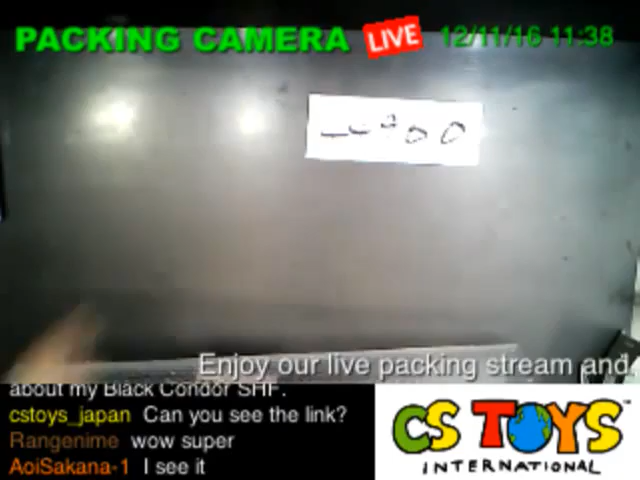 PACKING CAMERA LIVE 12/11/16 11:38
Enjoy our live packing stream and
about my Black Condor SHF.
cstoys_japan Can you see the link?
Rangenime wow super
AoiSakana-1 I see it
CS TOYS™
INTERNATIONAL